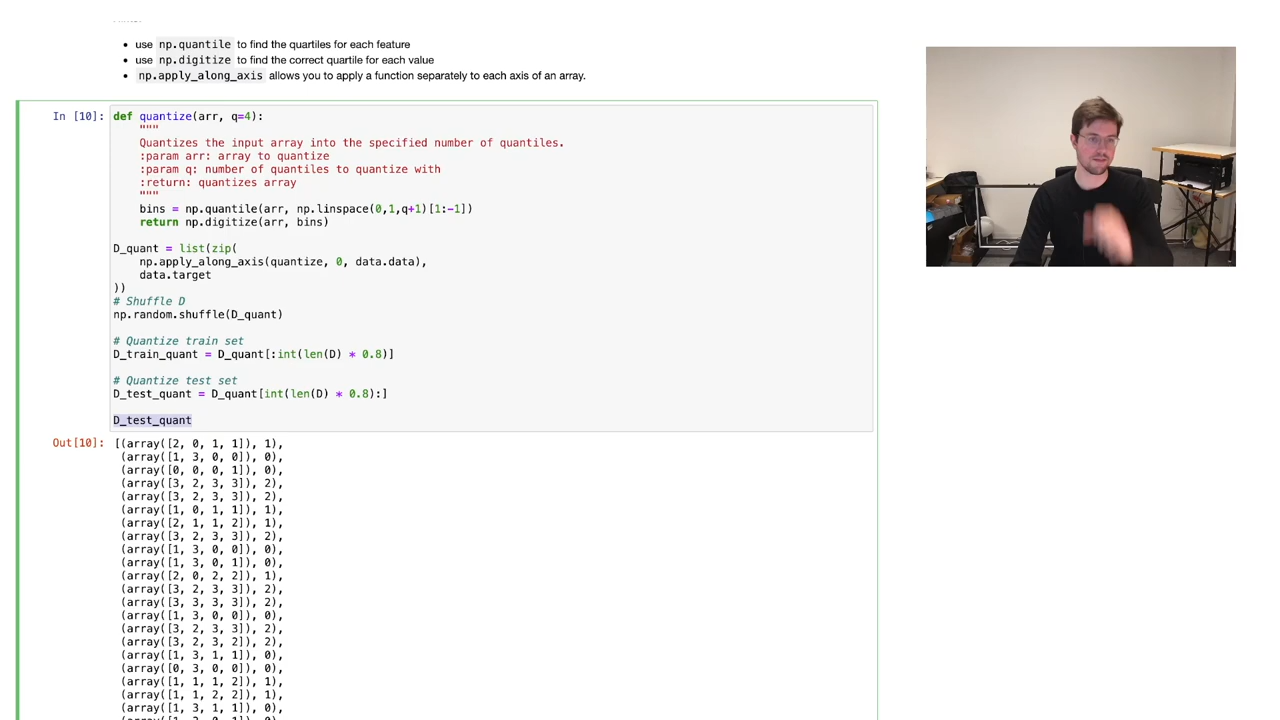 • use np.quantile to find the quartiles for each feature
• use np.digitize to find the correct quartile for each value
• np.apply_along_axis allows you to apply a function separately to each axis of an array.
In [10]: def quantize(arr, q=4):
"""
Quantizes the input array into the specified number of quantiles.
:param arr: array to quantize
:param q: number of quantiles to quantize with
:return: quantizes array
"""
bins = np.quantile(arr, np.linspace(0,1,q+1)[1:-1])
return np.digitize(arr, bins)
D_quant = list(zip(
np.apply_along_axis(quantize, 0, data.data),
data.target
))
# Shuffle D
np.random.shuffle(D_quant)
# Quantize train set
D_train_quant = D_quant[:int(len(D) * 0.8)]
# Quantize test set
D_test_quant = D_quant[int(len(D) * 0.8):]
D_test_quant
Out[10]: [(array([2, 0, 1, 1]), 1),
(array([1, 3, 0, 0]), 0),
(array([0, 0, 0, 1]), 0),
(array([3, 2, 3, 3]), 2),
(array([3, 2, 3, 3]), 2),
(array([1, 0, 1, 1]), 1),
(array([2, 1, 1, 2]), 1),
(array([3, 2, 3, 3]), 2),
(array([1, 3, 0, 0]), 0),
(array([1, 3, 0, 1]), 0),
(array([2, 0, 2, 2]), 1),
(array([3, 2, 3, 3]), 2),
(array([3, 3, 3, 3]), 2),
(array([1, 3, 0, 0]), 0),
(array([3, 2, 3, 3]), 2),
(array([3, 2, 3, 2]), 2),
(array([1, 3, 1, 1]), 0),
(array([0, 3, 0, 0]), 0),
(array([1, 1, 1, 2]), 1),
(array([1, 1, 2, 2]), 1),
(array([1, 3, 1, 1]), 0),